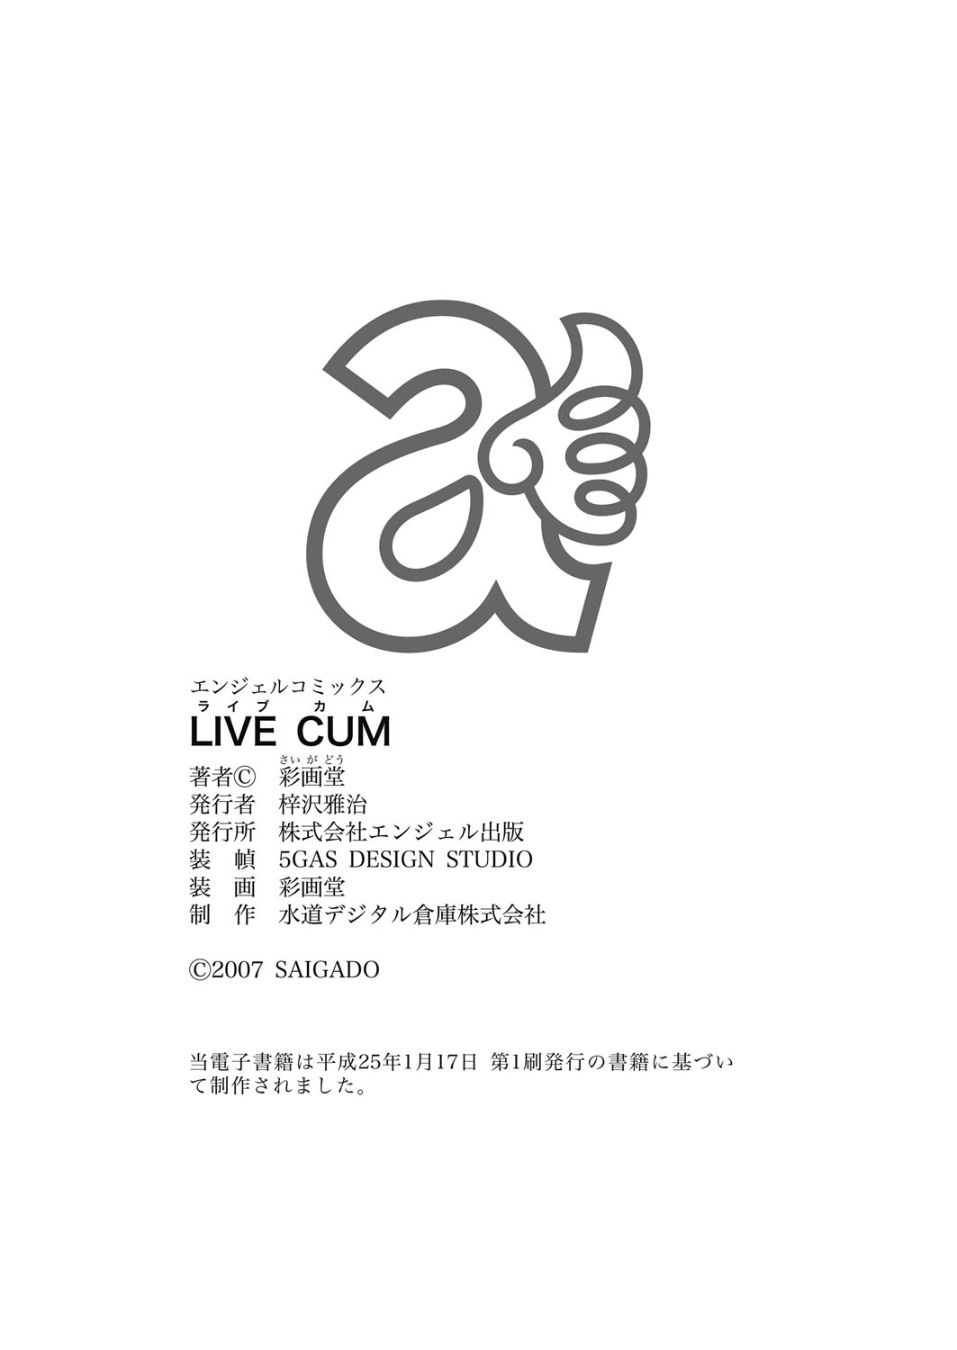 エンジェルコミックス
ライブ カム
LIVE CUM
さいがどう
著者Ⓒ 彩画堂
発行者 梓沢雅治
発行所 株式会社エンジェル出版
装 幀 5GAS DESIGN STUDIO
装 画 彩画堂
制 作 水道デジタル倉庫株式会社
Ⓒ2007 SAIGADO
当電子書籍は平成25年1月17日 第1刷発行の書籍に基づい
て制作されました。